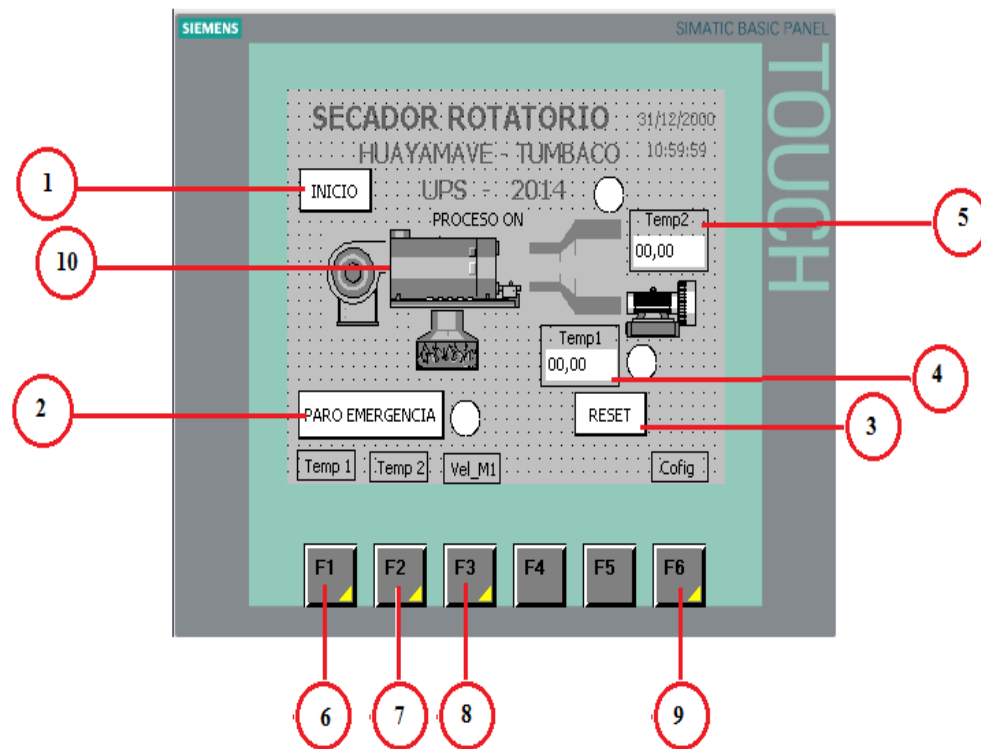 SIEMENS
SIMATIC BASIC PANEL
TOUCH
SECADOR ROTATORIO
31/12/2000
HUAYAMAVE - TUMBACO
10:59:59
1
INICIO
UPS - 2014
PROCESO ON
Temp2
00,00
5
10
Temp1
00,00
4
2
PARO EMERGENCIA
RESET
3
Temp 1
Temp 2
Vel_M1
Cofig
F1
F2
F3
F4
F5
F6
6
7
8
9